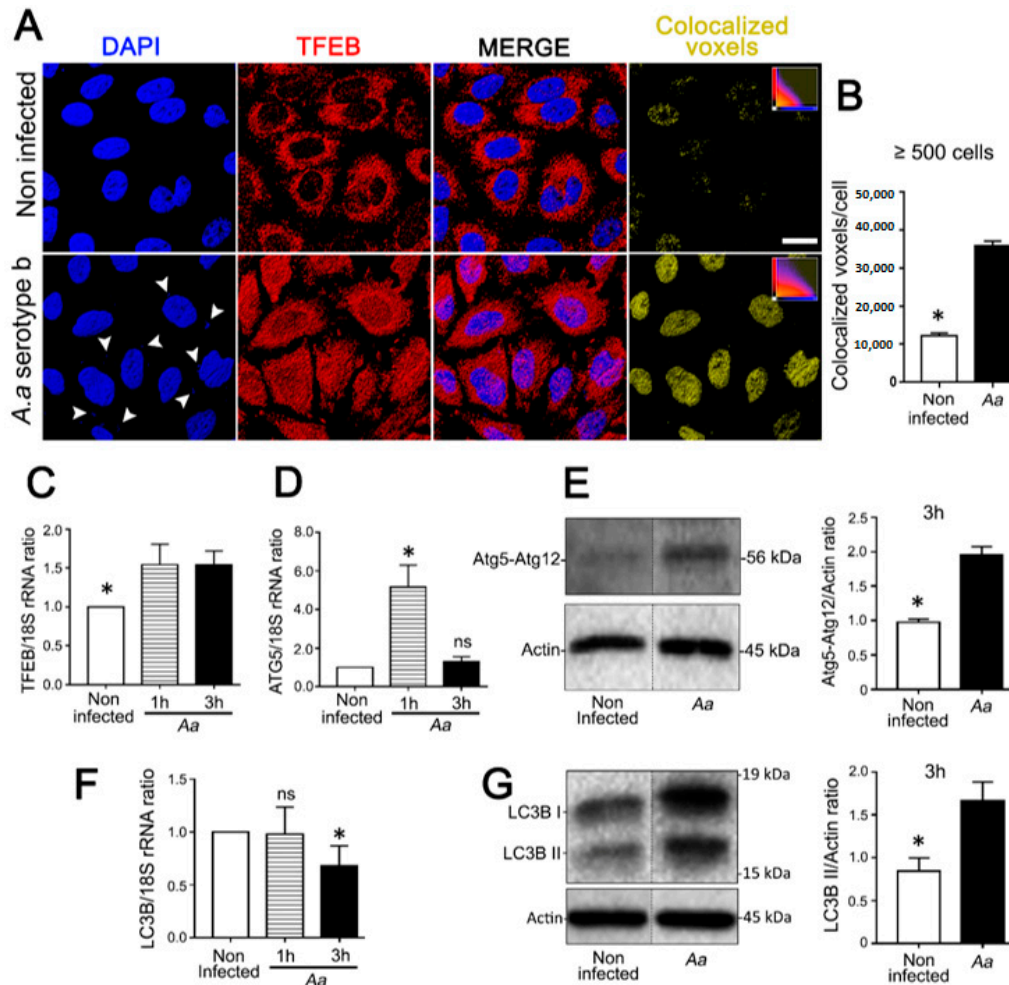 A
DAPI
TFEB
MERGE
Colocalized
voxels
Non infected
A.a serotype b
B
≥ 500 cells
Colocalized voxels/cell
50,000
40,000
30,000
20,000
10,000
*
Non
infected
Aa
C
TFEB/18S rRNA ratio
2.0
1.5
1.0
0.5
0.0
*
Non
infected
1h
3h
Aa
D
ATG5/18S rRNA ratio
8.0
6.0
4.0
2.0
0.0
*
ns
Non
infected
1h
3h
Aa
E
Atg5-Atg12
56 kDa
Actin
45 kDa
Non
Infected
Aa
3h
Atg5-Atg12/Actin ratio
2.5
2.0
1.5
1.0
0.5
0.0
*
Non
infected
Aa
F
LC3B/18S rRNA ratio
1.5
1.0
0.5
0.0
ns
*
Non
Infected
1h
3h
Aa
G
LC3B I
LC3B II
19 kDa
15 kDa
Actin
45 kDa
Non
infected
Aa
3h
LC3B II/Actin ratio
2.0
1.5
1.0
0.5
0.0
*
Non
infected
Aa